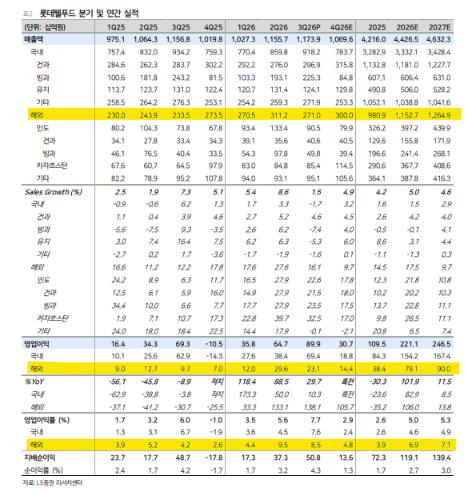 표2 롯데웰푸드 분기 및 연간 실적
(단위: 십억원) 1Q25 2Q25 3Q25 4Q25 1Q26 2Q26 3Q26P 4Q26E 2025 2026E 2027E
매출액 975.1 1,064.3 1,156.8 1,019.8 1,027.3 1,155.7 1,173.9 1,069.6 4,216.0 4,426.5 4,632.3
국내 757.4 832.0 934.2 759.3 770.4 859.8 918.2 783.7 3,282.9 3,332.1 3,428.4
건과 284.6 262.3 283.7 302.2 292.2 276.0 296.9 315.8 1,132.8 1,181.0 1,227.7
빙과 100.6 181.8 243.2 81.5 103.3 193.1 225.3 84.8 607.1 606.4 631.0
유지 113.7 123.7 131.0 122.4 120.7 131.4 124.1 129.8 490.8 506.0 528.2
기타 258.5 264.2 276.3 253.1 254.2 259.3 271.9 253.3 1,052.1 1,038.8 1,041.6
해외 230.0 243.9 233.5 273.5 270.5 311.2 271.0 300.0 980.9 1,152.7 1,264.9
인도 80.2 104.3 73.8 67.8 93.4 133.4 90.5 79.9 326.2 397.2 439.9
건과 34.1 27.8 33.4 34.3 39.1 35.6 40.6 40.5 129.6 155.8 171.9
빙과 46.1 76.5 40.4 33.5 54.3 97.8 49.8 39.4 196.6 241.4 268.1
카자흐스탄 67.6 60.7 64.5 97.9 83.0 84.8 85.4 114.5 290.6 367.7 408.6
기타 82.2 78.9 95.2 107.8 94.0 93.1 95.1 105.6 364.1 387.8 416.3
Sales Growth (%) 2.5 1.9 7.3 5.1 5.4 8.6 1.5 4.9 4.2 5.0 4.6
국내 -0.9 -0.6 6.2 1.3 1.7 3.3 -1.7 3.2 1.6 1.5 2.9
건과 1.1 0.4 3.9 4.6 2.7 5.2 4.6 4.5 2.6 4.2 4.0
빙과 -5.6 -7.5 9.3 -3.5 2.6 6.2 -7.4 4.0 -0.5 -0.1 4.1
유지 3.0 7.4 16.4 7.5 6.2 6.3 -5.3 6.0 8.6 3.1 4.4
기타 -2.7 0.2 1.7 -3.6 -1.7 -1.9 -1.6 0.1 -1.1 -1.3 0.3
해외 16.6 11.2 12.2 17.8 17.6 27.6 16.1 9.7 14.5 17.5 9.7
인도 24.2 8.9 6.3 11.7 16.5 27.9 22.6 17.8 12.3 21.8 10.8
건과 12.5 6.1 5.9 16.0 14.9 27.9 21.5 18.0 10.2 20.2 10.3
빙과 34.4 10.0 6.6 7.7 17.7 27.9 23.5 17.5 13.7 22.8 11.1
카자흐스탄 1.9 7.1 10.7 17.3 22.8 39.7 32.5 17.0 9.8 26.5 11.1
기타 24.0 18.0 18.4 22.5 14.4 17.9 -0.1 -2.1 20.8 6.5 7.4
영업이익 16.4 34.3 69.3 -10.5 35.8 64.7 89.9 30.7 109.5 221.1 246.5
국내 10.1 25.6 62.9 -14.3 27.6 38.4 69.4 18.8 84.3 154.2 167.4
해외 9.0 12.7 9.7 7.0 12.0 29.6 23.1 14.4 38.4 79.1 90.0
%YoY -56.1 -45.8 -8.9 적지 118.4 88.5 29.7 흑전 -30.3 101.9 11.5
국내 -62.9 -38.8 -3.8 적지 173.3 50.0 10.3 흑전 -23.6 82.9 8.5
해외 -37.1 -41.2 -30.7 -25.5 33.3 133.1 138.1 105.7 -35.2 106.0 13.8
영업이익률 (%) 1.7 3.2 6.0 -1.0 3.5 5.6 7.7 2.9 2.6 5.0 5.3
국내 1.3 3.1 6.7 -1.9 3.6 4.5 7.6 2.4 2.6 4.6 4.9
해외 3.9 5.2 4.2 2.6 4.4 9.5 8.5 4.8 3.9 6.9 7.1
지배순이익 23.7 17.7 48.7 -17.8 17.3 37.3 50.8 13.6 72.3 119.1 139.4
순이익률 (%) 2.4 1.7 4.2 -1.7 1.7 3.2 4.3 1.3 1.7 2.7 3.0
자료: LS증권 리서치센터